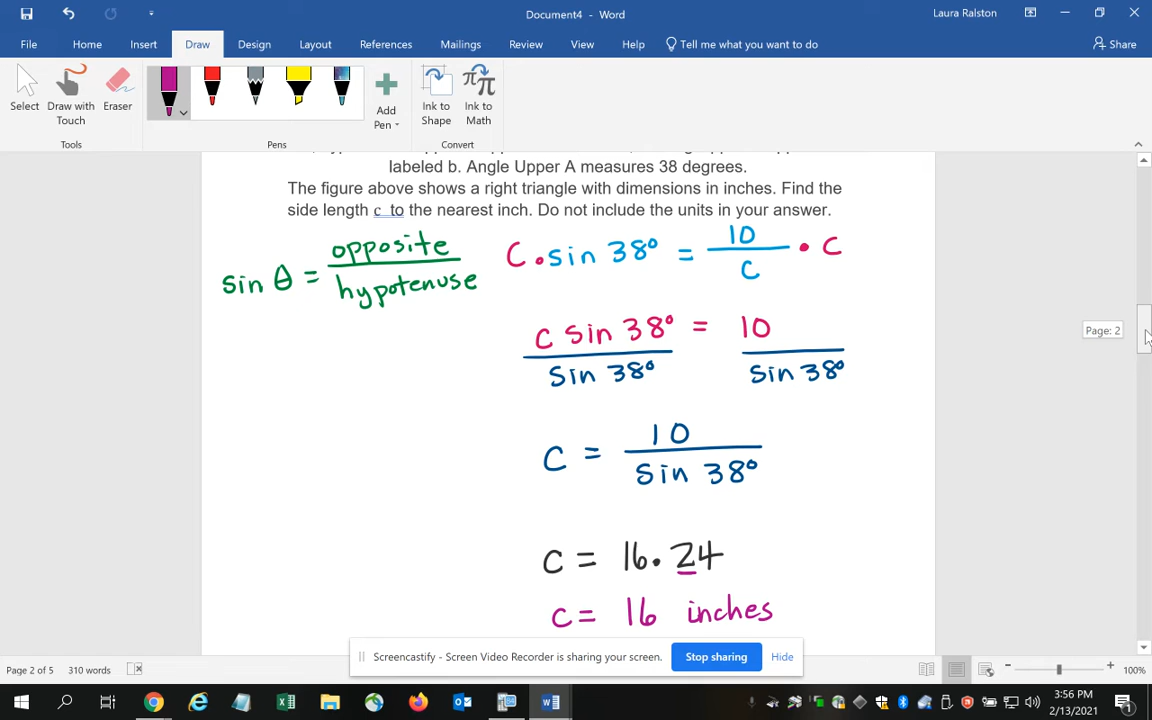 Document4 - Word
Laura Ralston
File Home Insert Draw Design Layout References Mailings Review View Help Tell me what you want to do Share
Select Draw with Touch Eraser Add Pen Ink to Shape Ink to Math
Tools Pens Convert
labeled b. Angle Upper A measures 38 degrees.
The figure above shows a right triangle with dimensions in inches. Find the
side length c to the nearest inch. Do not include the units in your answer.
sin θ = opposite / hypotenuse
c • sin 38° = 10 / c • c
c sin 38° / sin 38° = 10 / sin 38°
c = 10 / sin 38°
c = 16.24
c = 16 inches
Page: 2
Screencastify - Screen Video Recorder is sharing your screen. Stop sharing Hide
Page 2 of 5 310 words 100%
3:56 PM
2/13/2021